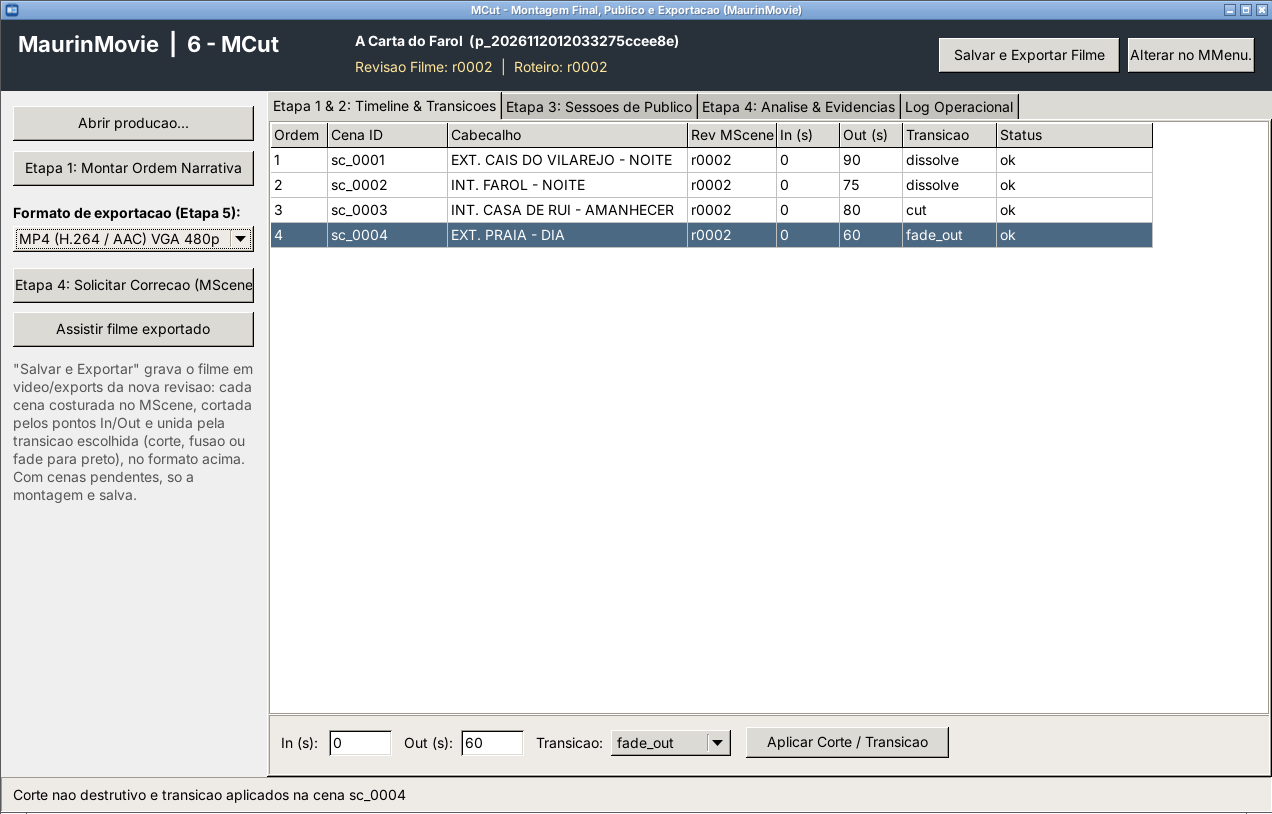 MCut - Montagem Final, Publico e Exportacao (MaurinMovie)
MaurinMovie | 6 - MCut
A Carta do Farol (p_2026112012033275ccee8e)
Revisao Filme: r0002 | Roteiro: r0002
Salvar e Exportar Filme
Alterar no MMenu.
Abrir producao...
Etapa 1: Montar Ordem Narrativa
Formato de exportacao (Etapa 5):
MP4 (H.264 / AAC) VGA 480p
Etapa 4: Solicitar Correcao (MScene
Assistir filme exportado
"Salvar e Exportar" grava o filme em
video/exports da nova revisao: cada
cena costurada no MScene, cortada
pelos pontos In/Out e unida pela
transicao escolhida (corte, fusao ou
fade para preto), no formato acima.
Com cenas pendentes, so a
montagem e salva.
Etapa 1 & 2: Timeline & Transicoes
Etapa 3: Sessoes de Publico
Etapa 4: Analise & Evidencias
Log Operacional
Ordem Cena ID Cabecalho Rev MScene In (s) Out (s) Transicao Status
1 sc_0001 EXT. CAIS DO VILAREJO - NOITE r0002 0 90 dissolve ok
2 sc_0002 INT. FAROL - NOITE r0002 0 75 dissolve ok
3 sc_0003 INT. CASA DE RUI - AMANHECER r0002 0 80 cut ok
4 sc_0004 EXT. PRAIA - DIA r0002 0 60 fade_out ok
In (s): 0 Out (s): 60 Transicao: fade_out Aplicar Corte / Transicao
Corte nao destrutivo e transicao aplicados na cena sc_0004